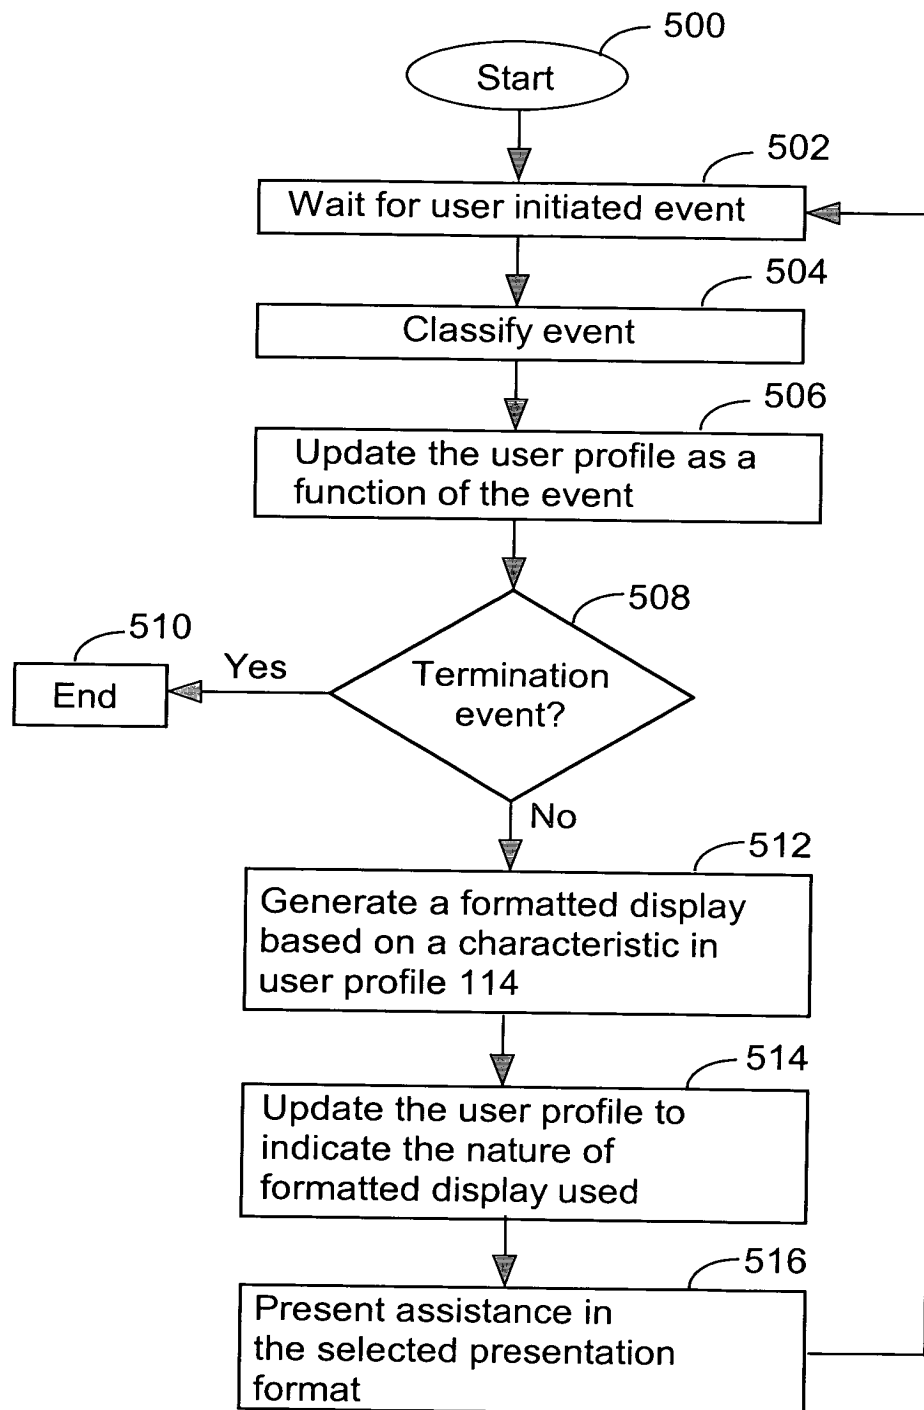 500
Start
502
Wait for user initiated event
504
Classify event
506
Update the user profile as a
function of the event
508
510
Yes
Termination
event?
End
No
512
Generate a formatted display
based on a characteristic in
user profile 114
514
Update the user profile to
indicate the nature of
formatted display used
516
Present assistance in
the selected presentation
format